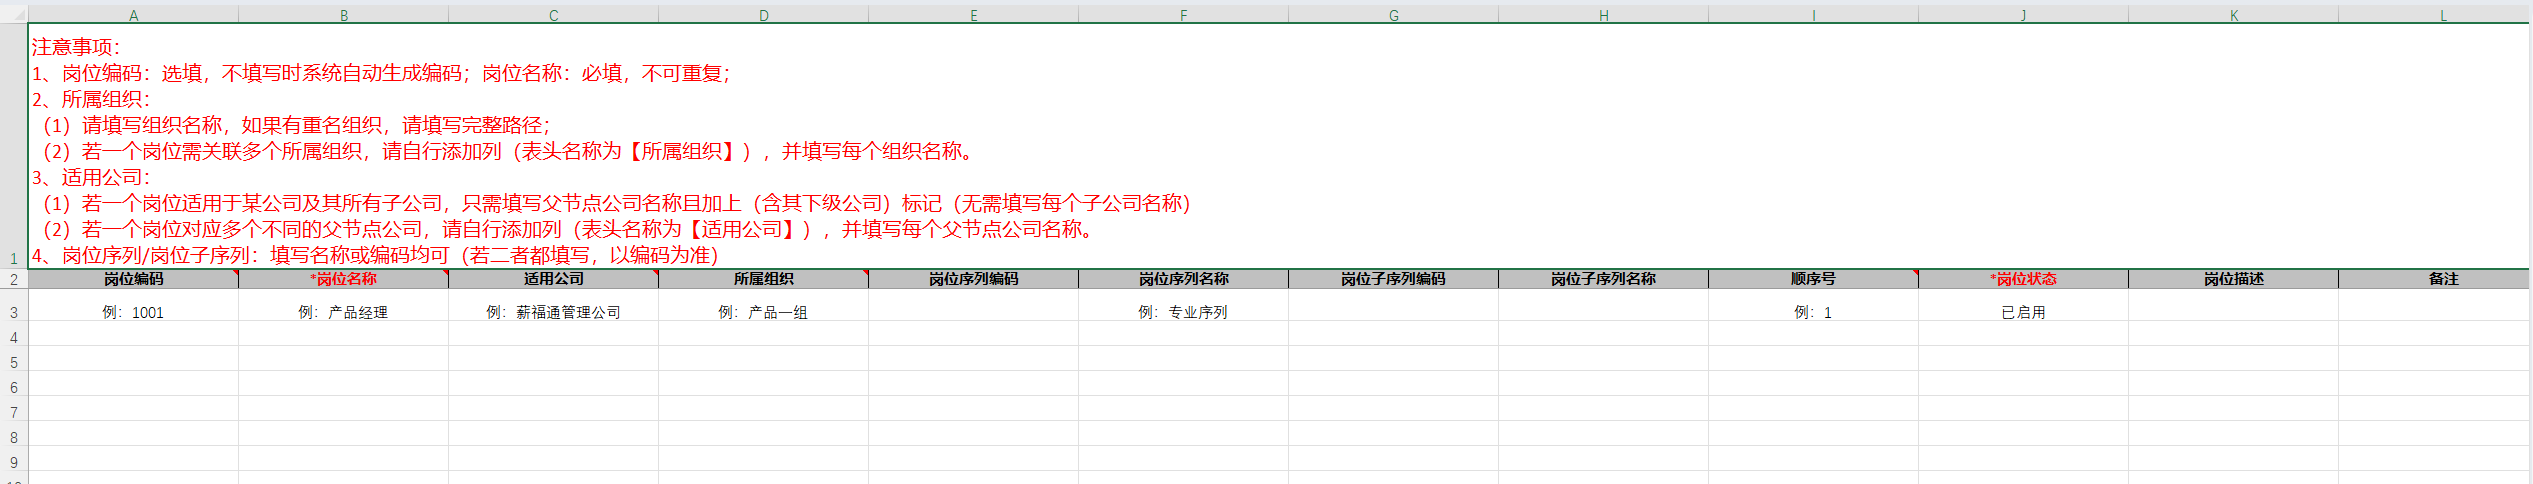 A B C D E F G H I J K L
注意事项：
1、岗位编码：选填，不填写时系统自动生成编码；岗位名称：必填，不可重复；
2、所属组织：
（1）请填写组织名称，如果有重名组织，请填写完整路径；
（2）若一个岗位需关联多个所属组织，请自行添加列（表头名称为【所属组织】），并填写每个组织名称。
3、适用公司：
（1）若一个岗位适用于某公司及其所有子公司，只需填写父节点公司名称且加上（含其下级公司）标记（无需填写每个子公司名称）
（2）若一个岗位对应多个不同的父节点公司，请自行添加列（表头名称为【适用公司】），并填写每个父节点公司名称。
1 4、岗位序列/岗位子序列：填写名称或编码均可（若二者都填写，以编码为准）
2 岗位编码 *岗位名称 适用公司 所属组织 岗位序列编码 岗位序列名称 岗位子序列编码 岗位子序列名称 顺序号 *岗位状态 岗位描述 备注
3 例：1001 例：产品经理 例：薪福通管理公司 例：产品一组 例：专业序列 例：1 已启用
4
5
6
7
8
9